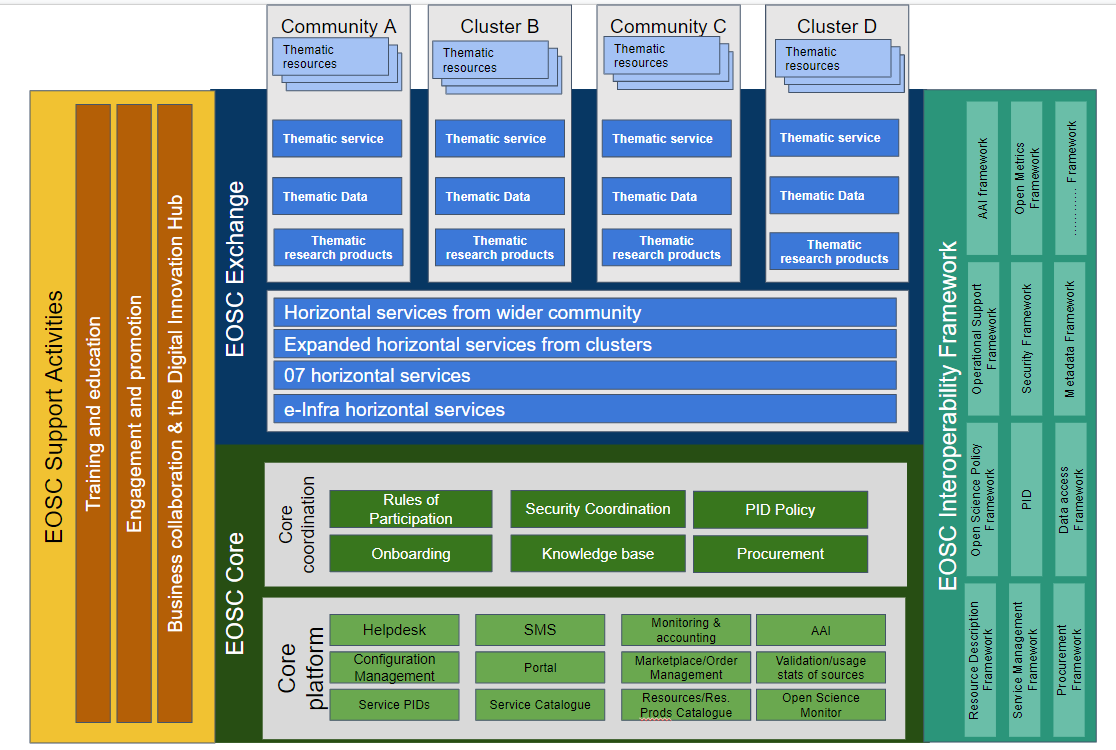 Community A
Thematic
resources
Thematic service
Thematic Data
Thematic
research products
Cluster B
Thematic
resources
Thematic service
Thematic Data
Thematic
research products
Community C
Thematic
resources
Thematic service
Thematic Data
Thematic
research products
Cluster D
Thematic
resources
Thematic service
Thematic Data
Thematic
research products
EOSC Support Activities
Training and education
Engagement and promotion
Business collaboration & the Digital Innovation Hub
EOSC Exchange
Horizontal services from wider community
Expanded horizontal services from clusters
07 horizontal services
e-Infra horizontal services
EOSC Core
Core
coordination
Rules of
Participation
Security Coordination
PID Policy
Onboarding
Knowledge base
Procurement
Core
platform
Helpdesk
SMS
Monitoring &
accounting
AAI
Configuration
Management
Portal
Marketplace/Order
Management
Validation/usage
stats of sources
Service PIDs
Service Catalogue
Resources/Res.
Prods Catalogue
Open Science
Monitor
EOSC Interoperability Framework
AAI framework
Open Metrics
Framework
............ Framework
Operational Support
Framework
Security Framework
Metadata Framework
Open Science Policy
Framework
PID
Data access
Framework
Resource Description
Framework
Service Management
Framework
Procurement
Framework